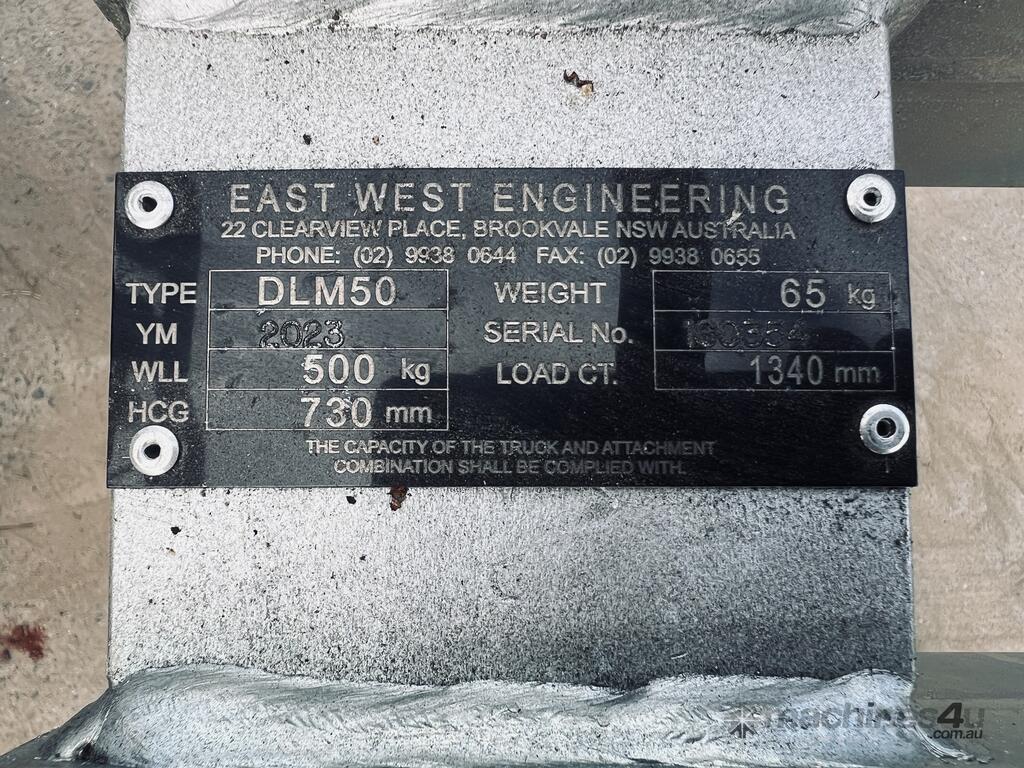 EAST WEST ENGINEERING
22 CLEARVIEW PLACE, BROOKVALE NSW AUSTRALIA
PHONE: (02) 9938 0644 FAX: (02) 9938 0655
TYPE DLM50 WEIGHT 65 kg
YM 2023 SERIAL No.
WLL 500 kg LOAD CT. 1340 mm
HCG 730 mm
THE CAPACITY OF THE TRUCK AND ATTACHMENT
COMBINATION SHALL BE COMPLIED WITH.
machines4u
.com.au